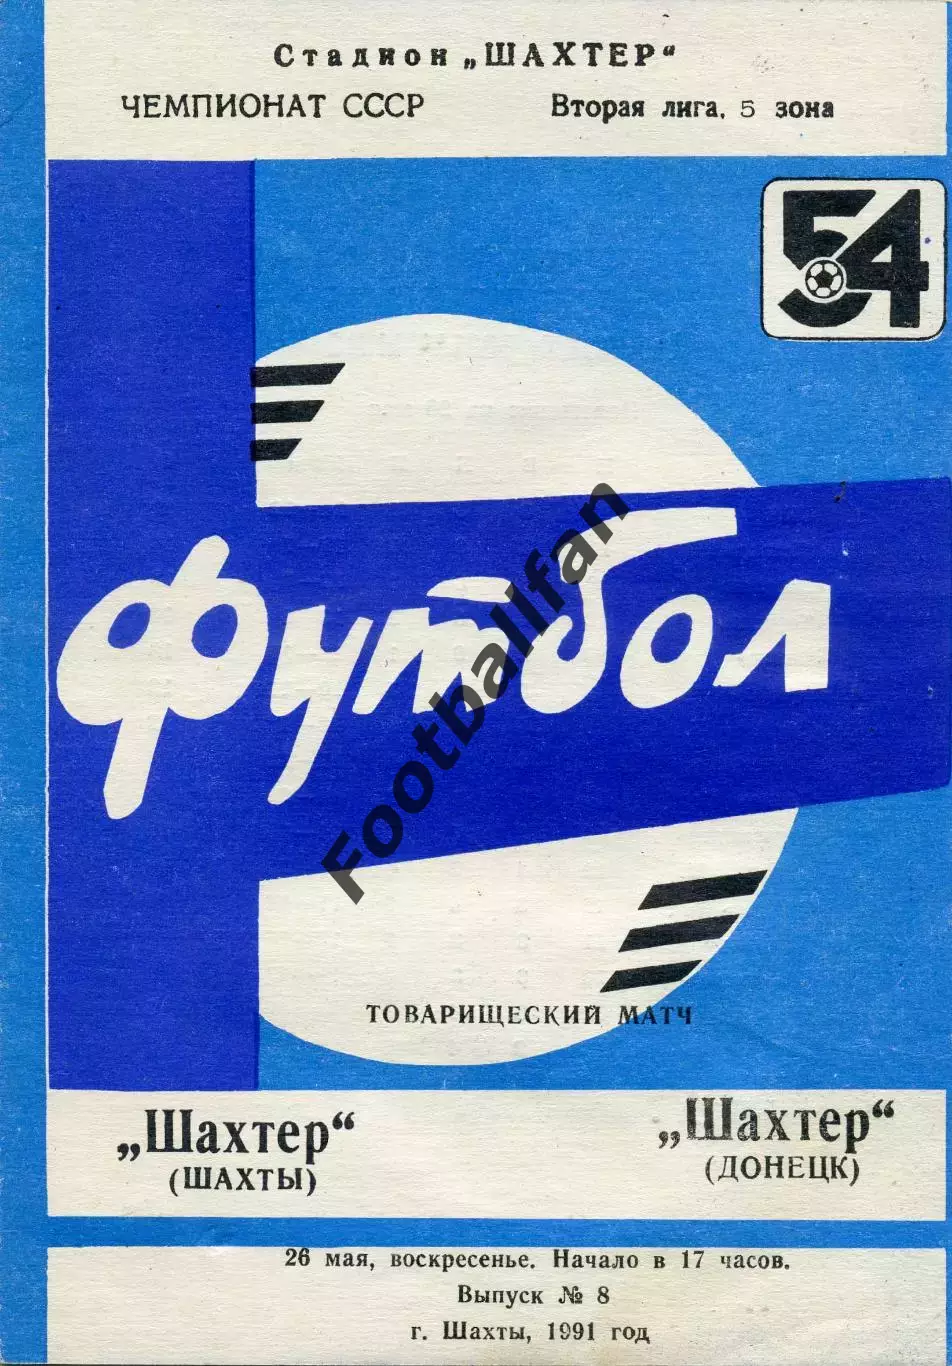 Стадион „ШАХТЕР“
ЧЕМПИОНАТ СССР Вторая лига, 5 зона
54
футбол
Footballfan
ТОВАРИЩЕСКИЙ МАТЧ
„Шахтер“ „Шахтер“
(ШАХТЫ) (ДОНЕЦК)
26 мая, воскресенье. Начало в 17 часов.
Выпуск № 8
г. Шахты, 1991 год